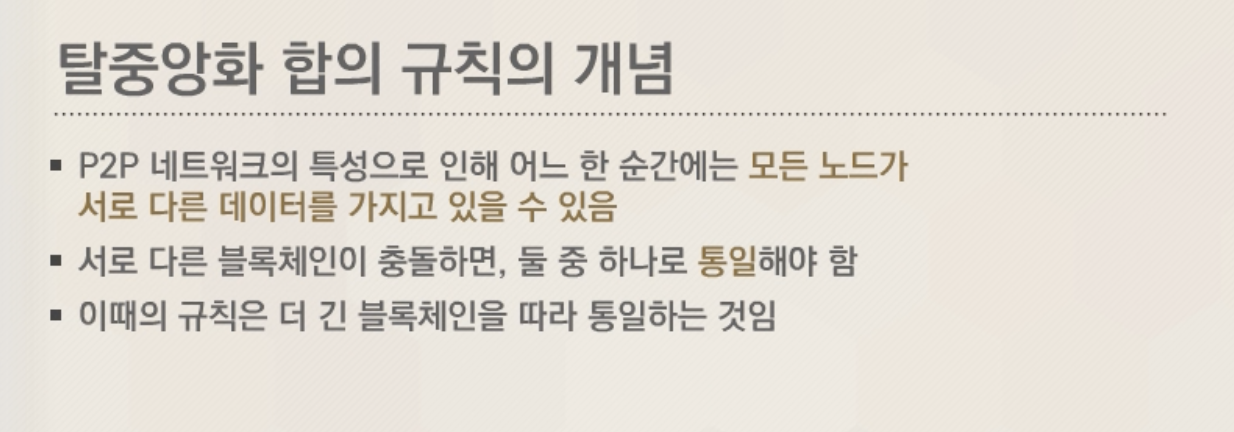 탈중앙화 합의 규칙의 개념
▪ P2P 네트워크의 특성으로 인해 어느 한 순간에는 모든 노드가
서로 다른 데이터를 가지고 있을 수 있음
▪ 서로 다른 블록체인이 충돌하면, 둘 중 하나로 통일해야 함
▪ 이때의 규칙은 더 긴 블록체인을 따라 통일하는 것임